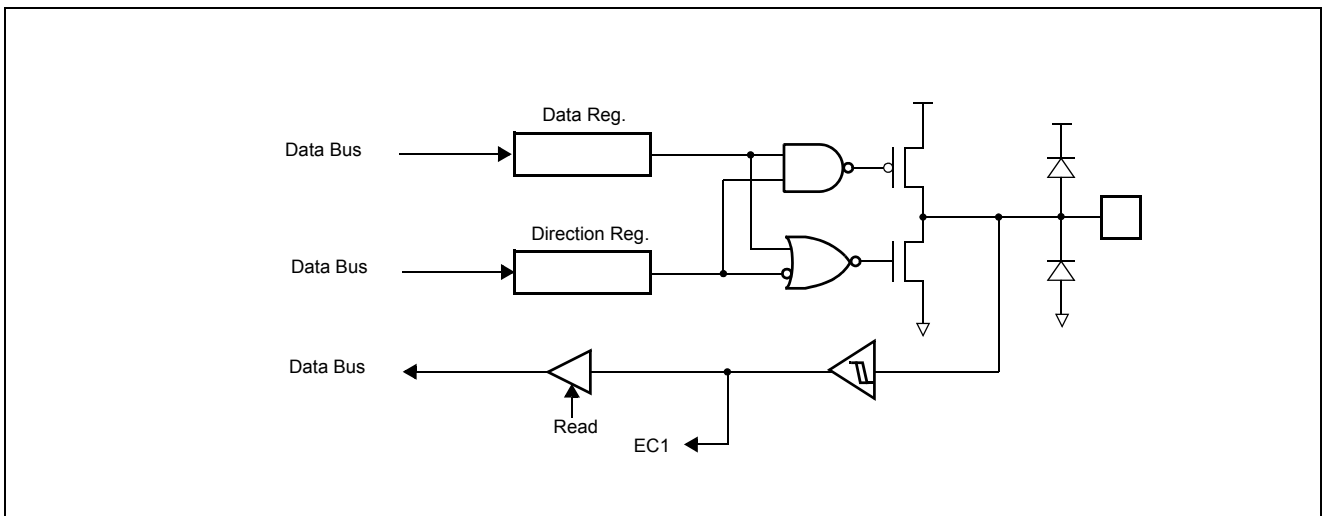 Data Reg.
Data Bus
Direction Reg.
Data Bus
Data Bus
Read
EC1